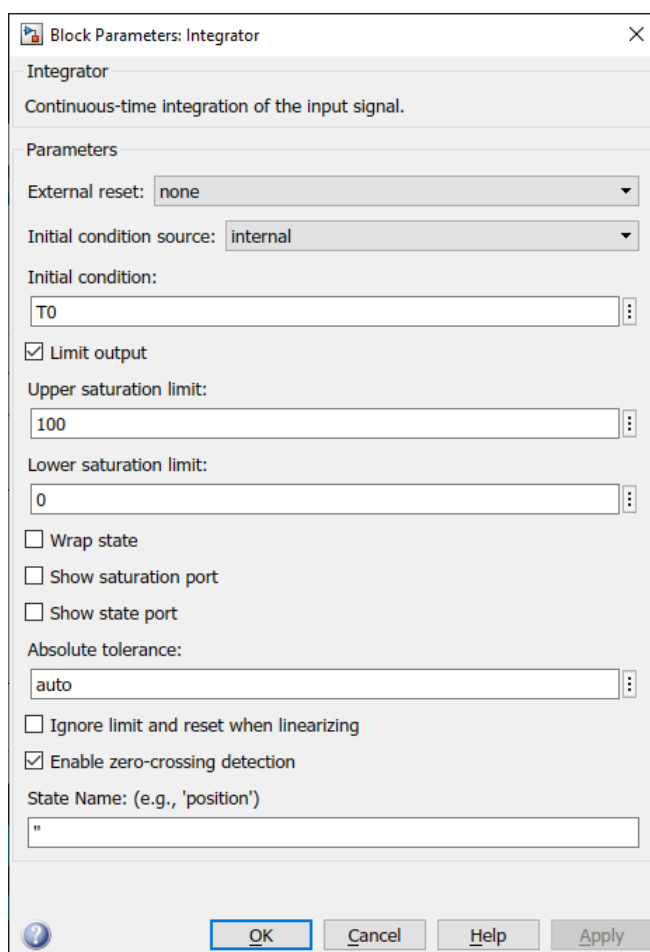 Block Parameters: Integrator
Integrator
Continuous-time integration of the input signal.
Parameters
External reset: none
Initial condition source: internal
Initial condition:
T0
Limit output
Upper saturation limit:
100
Lower saturation limit:
0
Wrap state
Show saturation port
Show state port
Absolute tolerance:
auto
Ignore limit and reset when linearizing
Enable zero-crossing detection
State Name: (e.g., 'position')
''
OK Cancel Help Apply